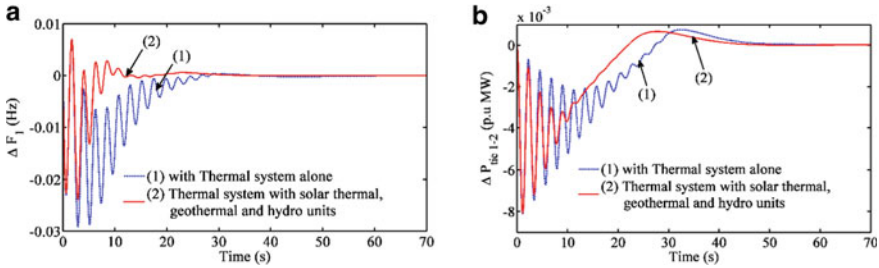 a
0.01
0
-0.01
-0.02
-0.03
Δ F1 (Hz)
(2)
(1)
(1) with Thermal system alone
(2) Thermal system with solar thermal,
geothermal and hydro units
0 10 20 30 40 50 60 70
Time (s)
b
× 10⁻³
0
-2
-4
-6
-8
Δ Ptie 1-2 (p.u MW)
(1)
(2)
(1) with Thermal system alone
(2) Thermal system with solar thermal,
geothermal and hydro units
0 10 20 30 40 50 60 70
Time (s)